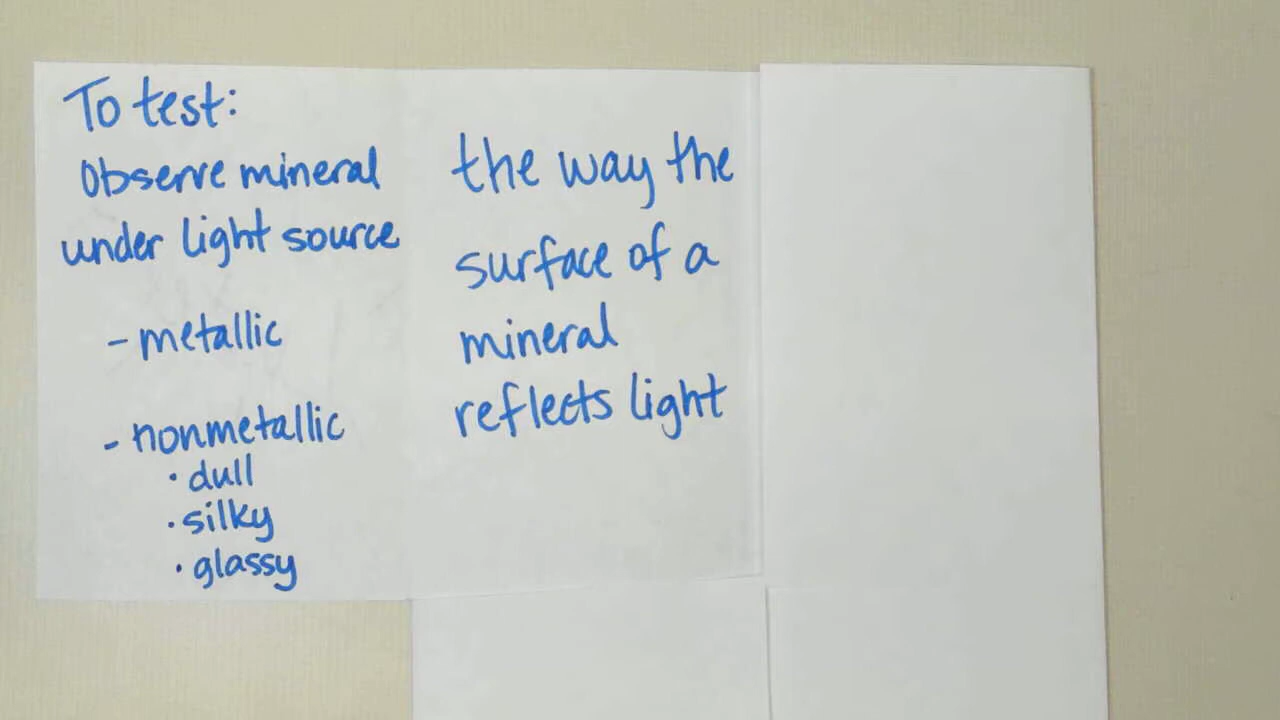 To test:
Observe mineral
under light source
- metallic
- nonmetallic
• dull
• silky
• glassy
the way the
surface of a
mineral
reflects light